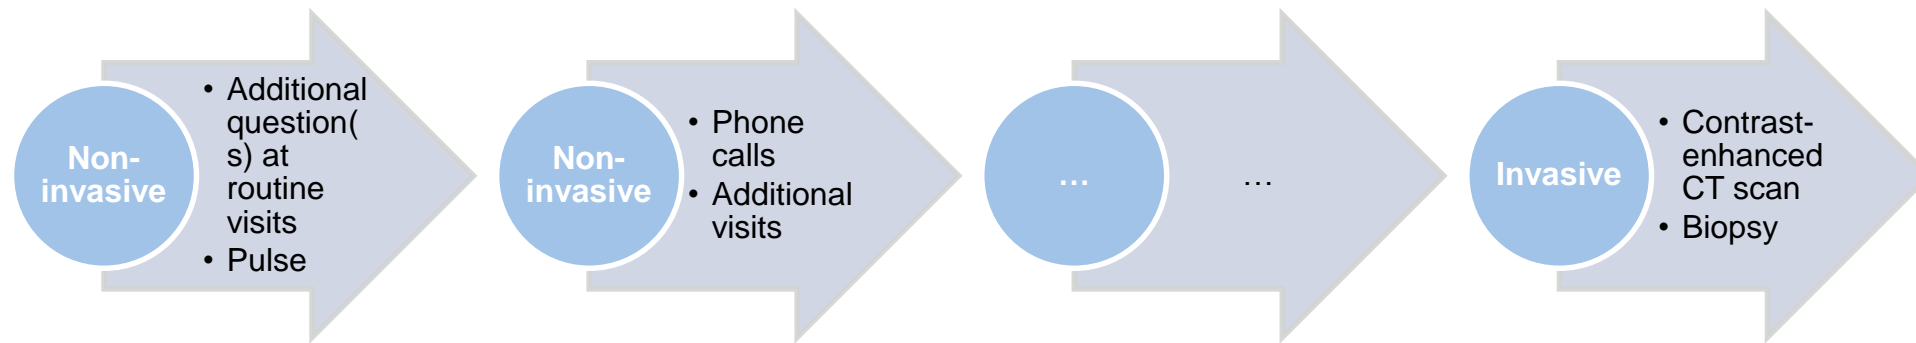 Non-
invasive
• Additional
question(
s) at
routine
visits
• Pulse
Non-
invasive
• Phone
calls
• Additional
visits
…
…
Invasive
• Contrast-
enhanced
CT scan
• Biopsy